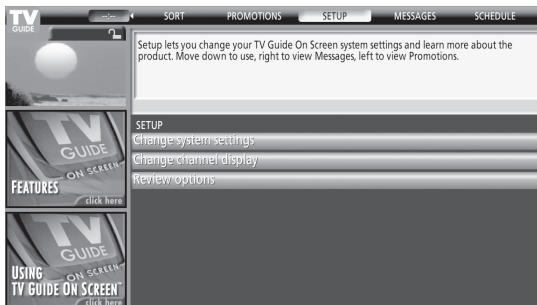 TV
GUIDE
--:--
SORT PROMOTIONS SETUP MESSAGES SCHEDULE
Setup lets you change your TV Guide On Screen system settings and learn more about the
product. Move down to use, right to view Messages, left to view Promotions.
SETUP
Change system settings
Change channel display
Review options
TV
GUIDE
ON SCREEN
FEATURES
click here
TV
GUIDE
ON SCREEN
USING
TV GUIDE ON SCREEN™
click here